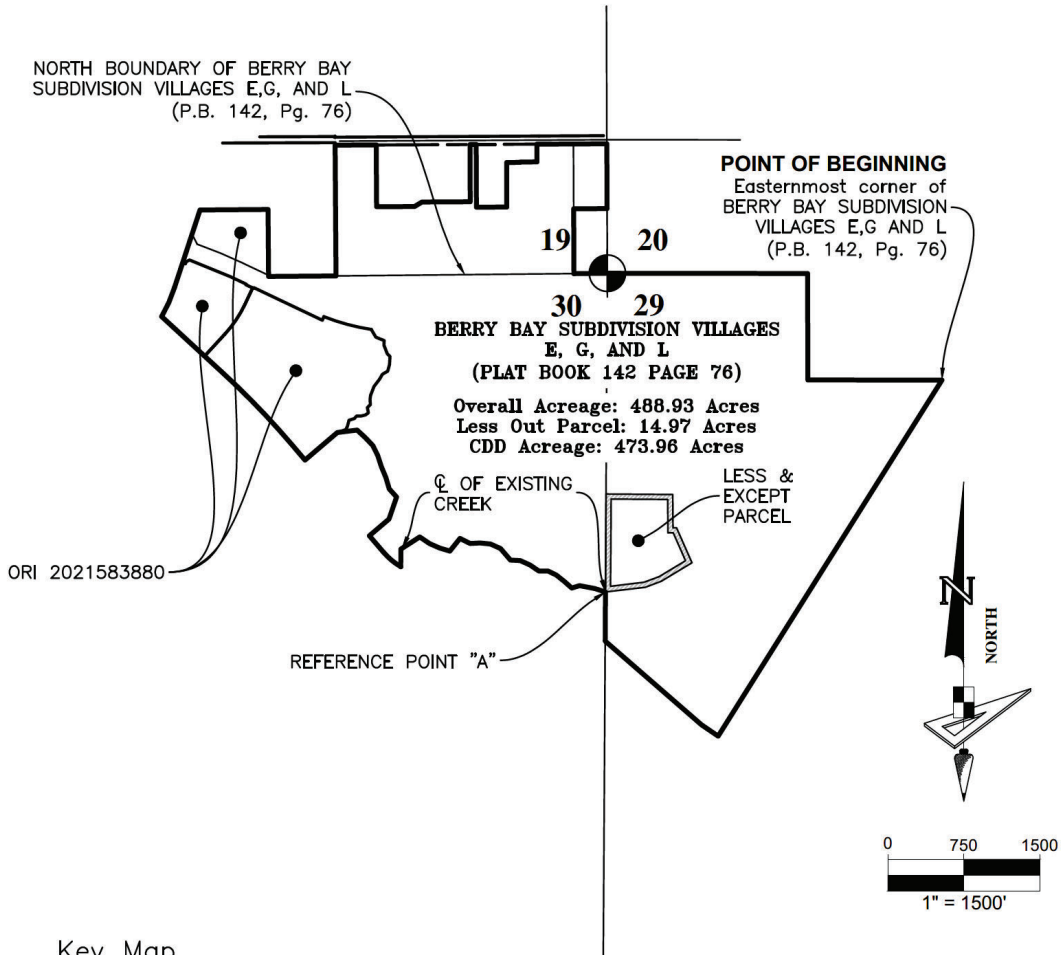 NORTH BOUNDARY OF BERRY BAY
SUBDIVISION VILLAGES E,G, AND L
(P.B. 142, Pg. 76)
POINT OF BEGINNING
Easternmost corner of
BERRY BAY SUBDIVISION
VILLAGES E,G AND L
(P.B. 142, Pg. 76)
19
20
30
29
BERRY BAY SUBDIVISION VILLAGES
E, G, AND L
(PLAT BOOK 142 PAGE 76)
Overall Acreage: 488.93 Acres
Less Out Parcel: 14.97 Acres
CDD Acreage: 473.96 Acres
℄ OF EXISTING
CREEK
LESS &
EXCEPT
PARCEL
ORI 2021583880
REFERENCE POINT "A"
N
NORTH
0 750 1500
1" = 1500'
Key Map